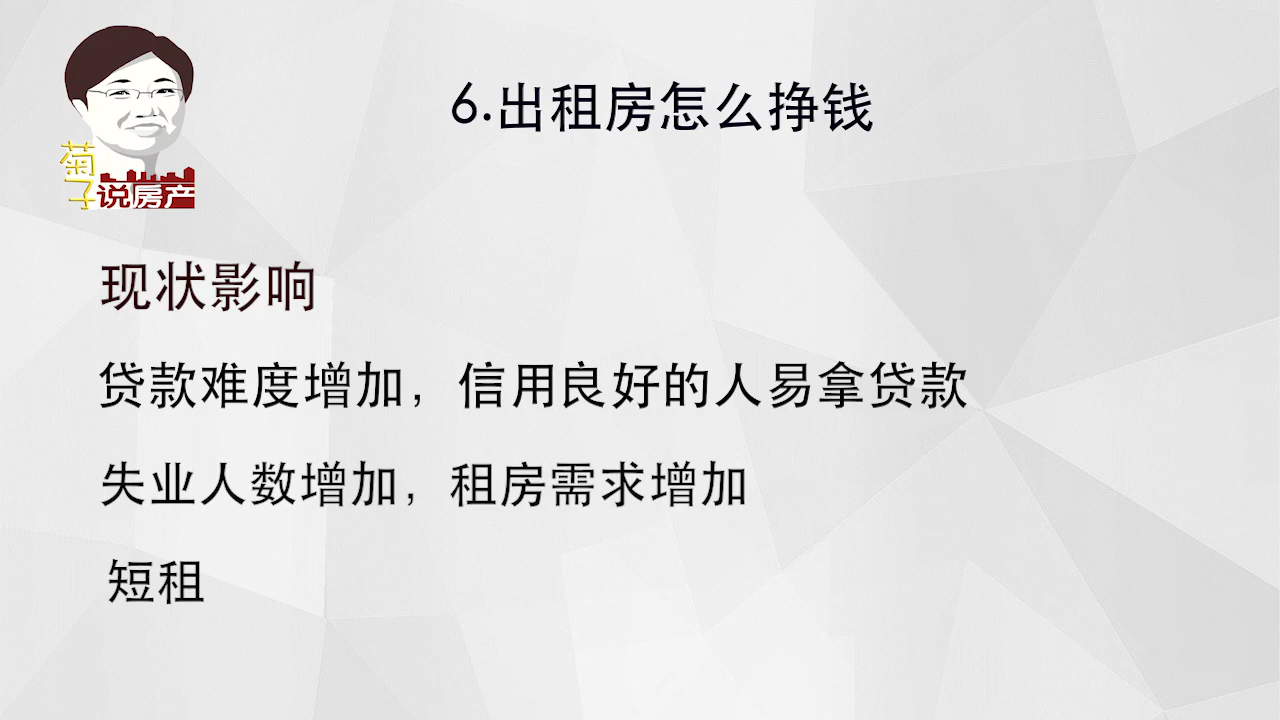 6.出租房怎么挣钱
菊子说房产
现状影响
贷款难度增加，信用良好的人易拿贷款
失业人数增加，租房需求增加
短租